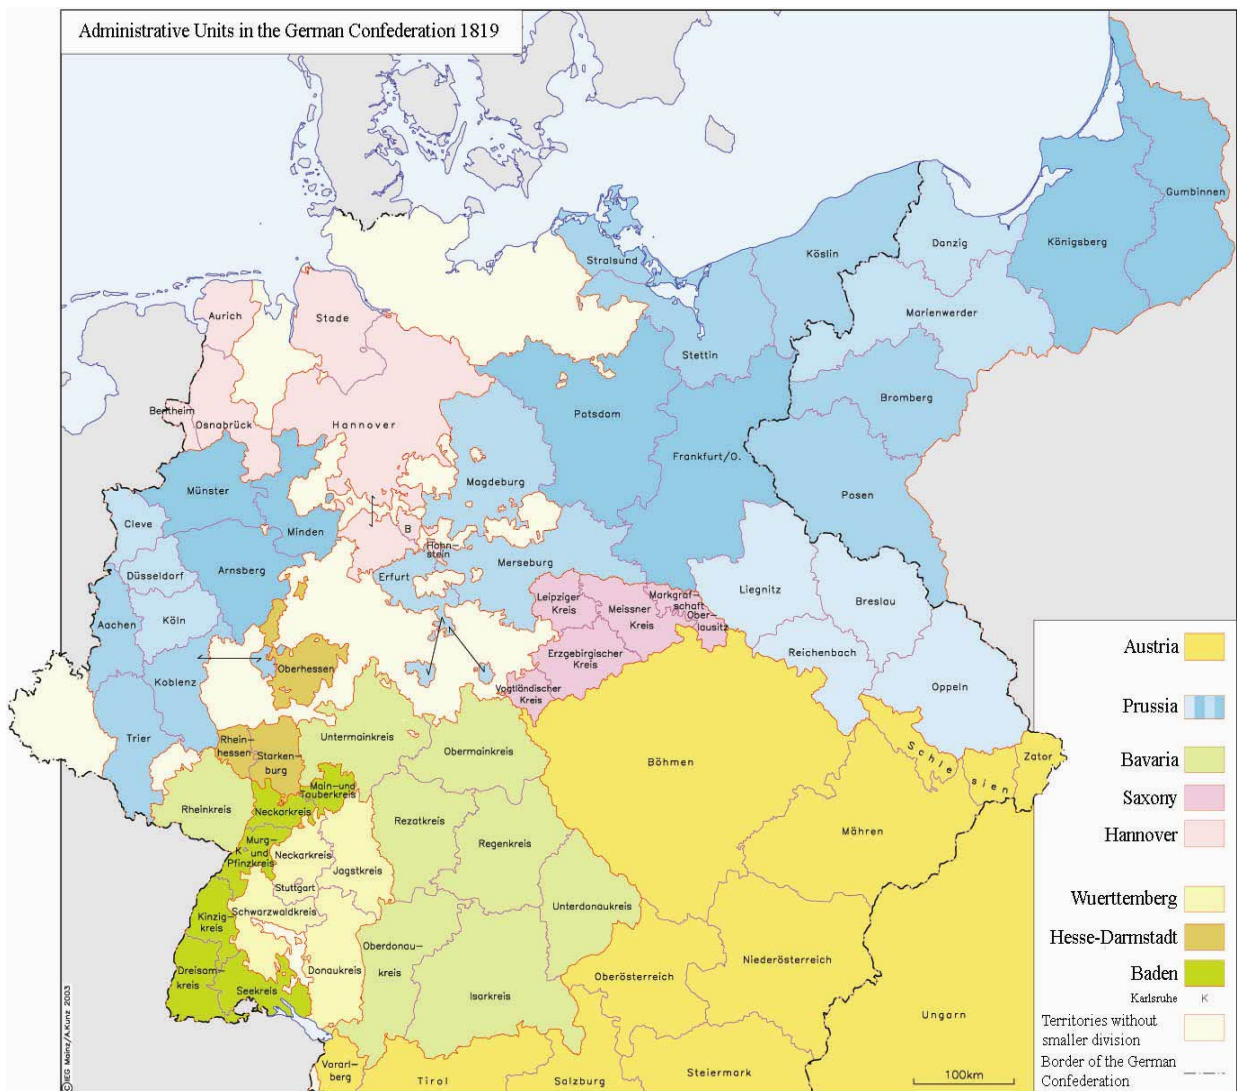 Administrative Units in the German Confederation 1819
Gumbinnen
Königsberg
Danzig
Köslin
Stralsund
Marienwerder
Aurich
Stade
Stettin
Bromberg
Bentheim
Osnabrück
Hannover
Potsdam
Frankfurt/O.
Posen
Magdeburg
Münster
Cleve
Minden
B
Hohn-
stein
Merseburg
Erfurt
Düsseldorf
Arnsberg
Liegnitz
Breslau
Leipziger
Kreis
Meissner
Kreis
Markgraf-
schaft
Ober-
lausitz
Aachen
Köln
Reichenbach
Erzgebirgischer
Kreis
Oberhessen
Koblenz
Oppeln
Vogtländischer
Kreis
Trier
Rhein-
hessen
Starken-
burg
Untermainkreis
Obermainkreis
Böhmen
Schle
sien
Zator
Main-und
Tauberkreis
Rheinkreis
Neckarkreis
Rezatkreis
Regenkreis
Mähren
Murg-
K und
Pfinzkreis
Neckarkreis
Jagstkreis
Stuttgart
Schwarzwaldkreis
Unterdonaukreis
Kinzig-
kreis
Oberdonau-
kreis
Donaukreis
Dreisam-
kreis
Seekreis
Isarkreis
Oberösterreich
Niederösterreich
Ungarn
Vorarl-
berg
Tirol
Salzburg
Steiermark
100km
Austria
Prussia
Bavaria
Saxony
Hannover
Wuerttemberg
Hesse-Darmstadt
Baden
Karlsruhe K
Territories without
smaller division
Border of the German
Confederation
©IEG Mainz/A.Kunz 2003